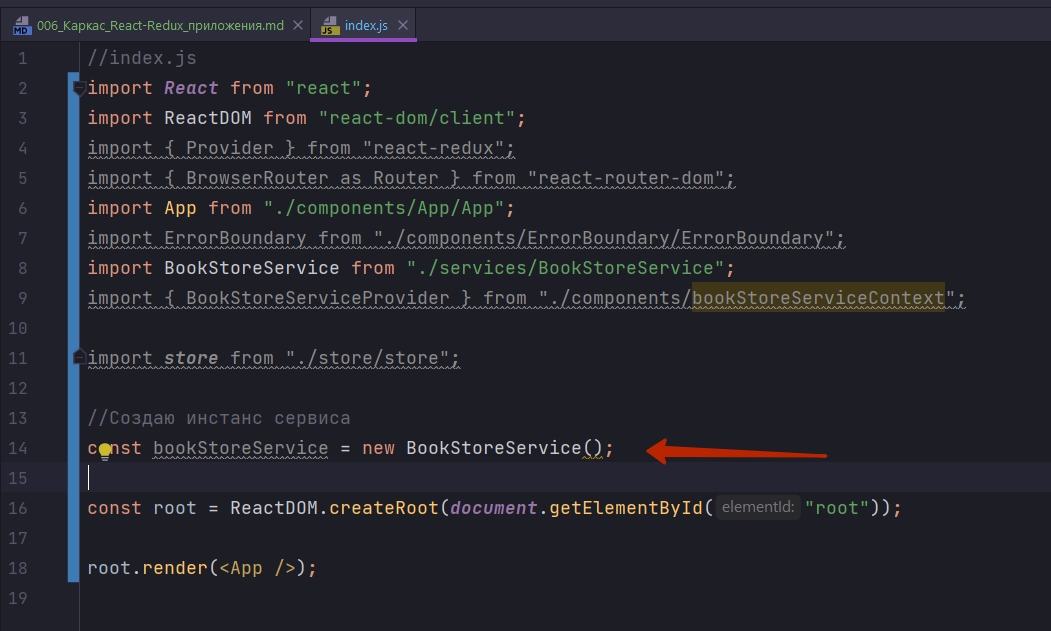 006_Каркас_React-Redux_приложения.md
index.js
1 //index.js
2 import React from "react";
3 import ReactDOM from "react-dom/client";
4 import { Provider } from "react-redux";
5 import { BrowserRouter as Router } from "react-router-dom";
6 import App from "./components/App/App";
7 import ErrorBoundary from "./components/ErrorBoundary/ErrorBoundary";
8 import BookStoreService from "./services/BookStoreService";
9 import { BookStoreServiceProvider } from "./components/bookStoreServiceContext";
10
11 import store from "./store/store";
12
13 //Создаю инстанс сервиса
14 const bookStoreService = new BookStoreService();
15
16 const root = ReactDOM.createRoot(document.getElementById( elementId: "root"));
17
18 root.render(<App />);
19